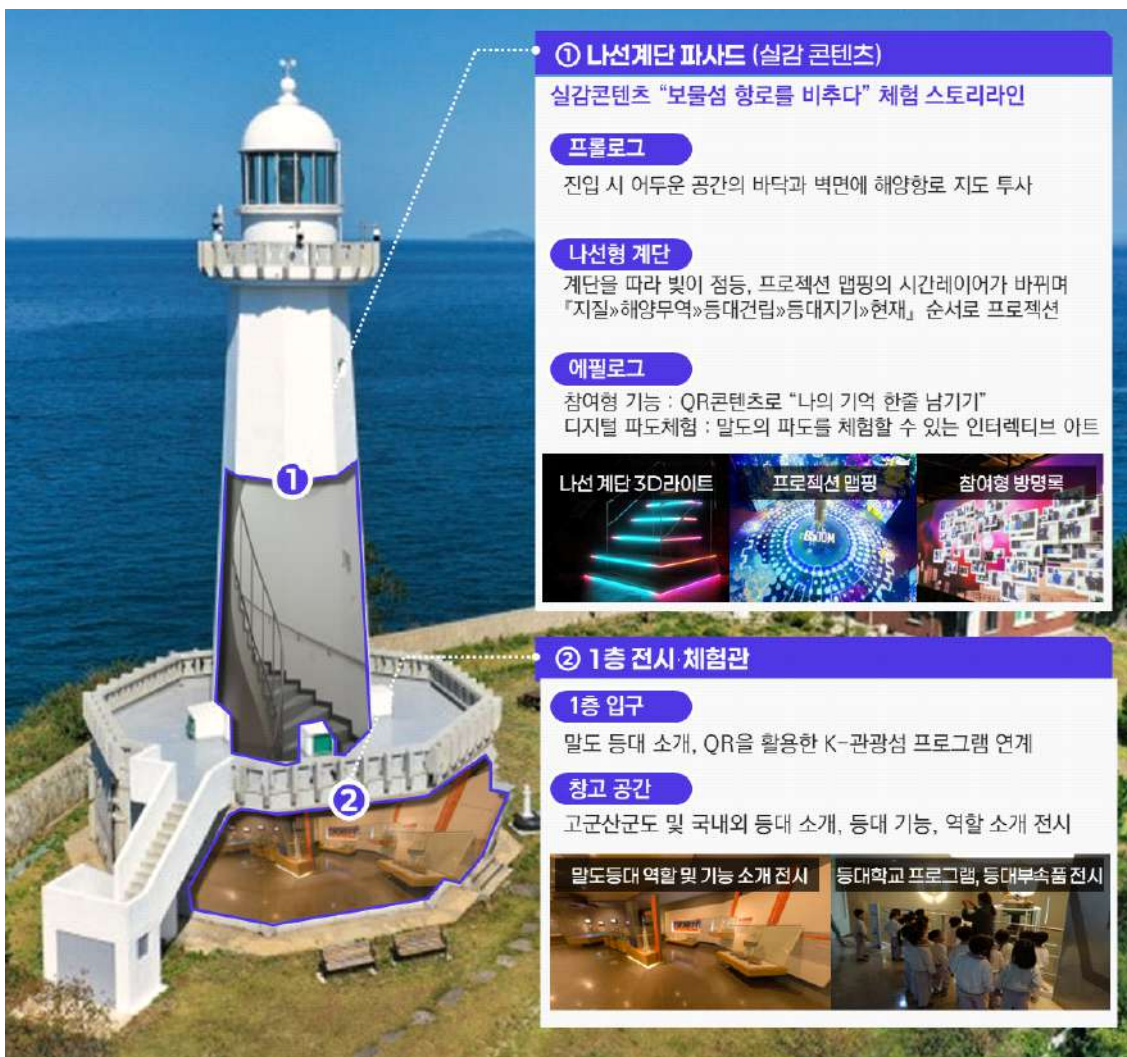 ① 나선계단 파사드 (실감 콘텐츠)
실감콘텐츠 “보물섬 항로를 비추다” 체험 스토리라인
프롤로그
진입 시 어두운 공간의 바닥과 벽면에 해양항로 지도 투사
나선형 계단
계단을 따라 빛이 점등, 프로젝션 맵핑의 시간레이어가 바뀌며
『지질»해양무역»등대건립»등대지기»현재』 순서로 프로젝션
에필로그
참여형 기능 : QR콘텐츠로 “나의 기억 한줄 남기기”
디지털 파도체험 : 말도의 파도를 체험할 수 있는 인터렉티브 아트
나선 계단 3D라이트
프로젝션 맵핑
참여형 방명록
BLOOM
1
② 1층 전시·체험관
1층 입구
말도 등대 소개, QR을 활용한 K-관광섬 프로그램 연계
2
창고 공간
고군산군도 및 국내외 등대 소개, 등대 기능, 역할 소개 전시
말도등대 역할 및 기능 소개 전시
등대학교 프로그램, 등대부속품 전시